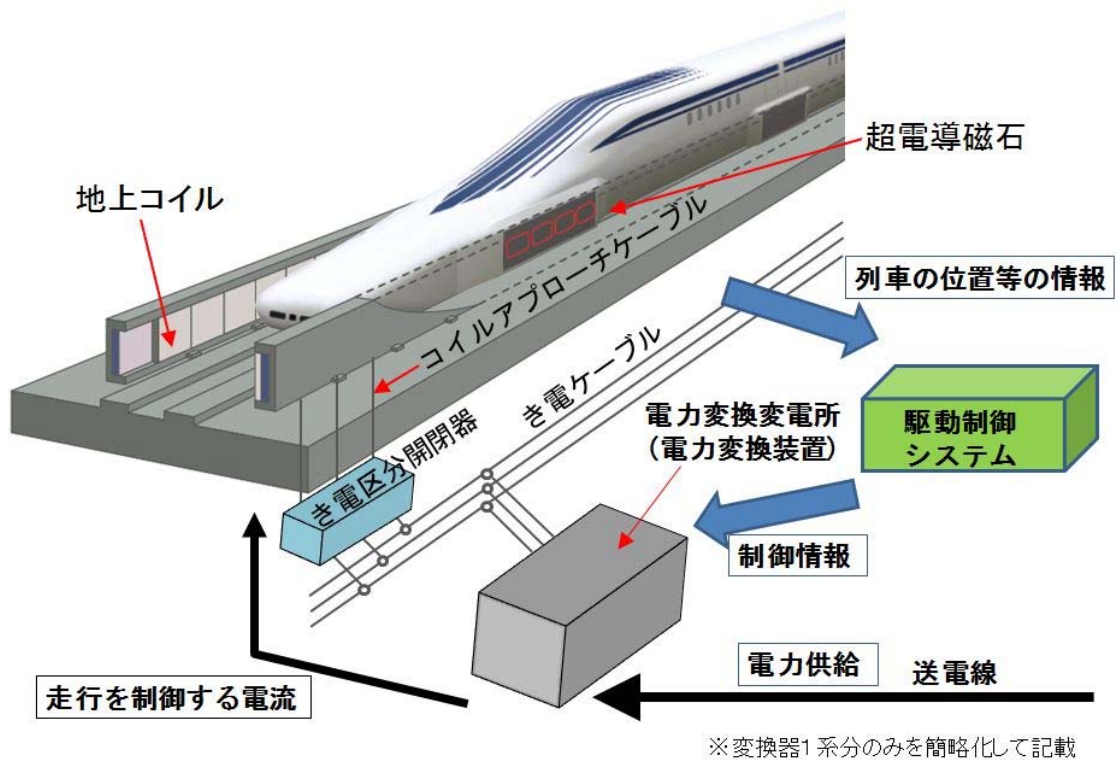 超電導磁石
地上コイル
コイルアプローチケーブル
列車の位置等の情報
き電ケーブル
電力変換変電所
（電力変換装置）
駆動制御
システム
き電区分開閉器
制御情報
電力供給
送電線
走行を制御する電流
※変換器1系分のみを簡略化して記載